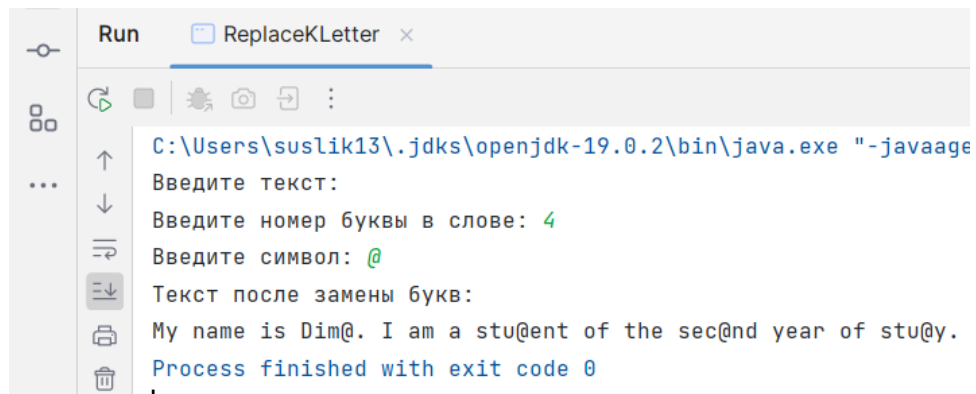 Run ReplaceKLetter
C:\Users\suslik13\.jdks\openjdk-19.0.2\bin\java.exe "-javaage
Введите текст:
Введите номер буквы в слове: 4
Введите символ: @
Текст после замены букв:
My name is Dim@. I am a stu@ent of the sec@nd year of stu@y.
Process finished with exit code 0